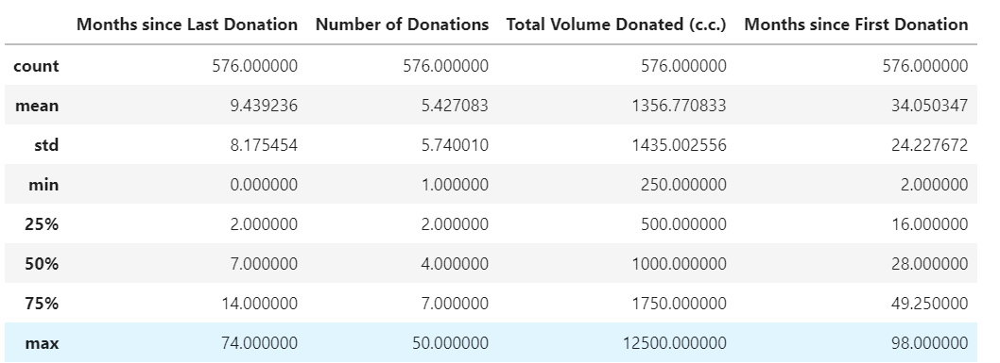 Months since Last Donation Number of Donations Total Volume Donated (c.c.) Months since First Donation
count 576.000000 576.000000 576.000000 576.000000
mean 9.439236 5.427083 1356.770833 34.050347
std 8.175454 5.740010 1435.002556 24.227672
min 0.000000 1.000000 250.000000 2.000000
25% 2.000000 2.000000 500.000000 16.000000
50% 7.000000 4.000000 1000.000000 28.000000
75% 14.000000 7.000000 1750.000000 49.250000
max 74.000000 50.000000 12500.000000 98.000000